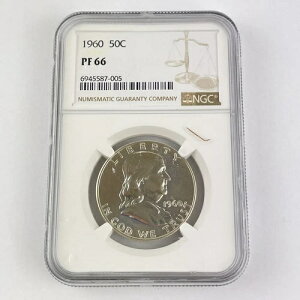 1960 50C
PF 66
6945587-005
NUMISMATIC GUARANTY COMPANY
NGC
LIBERTY
1960
IN GOD WE TRUST